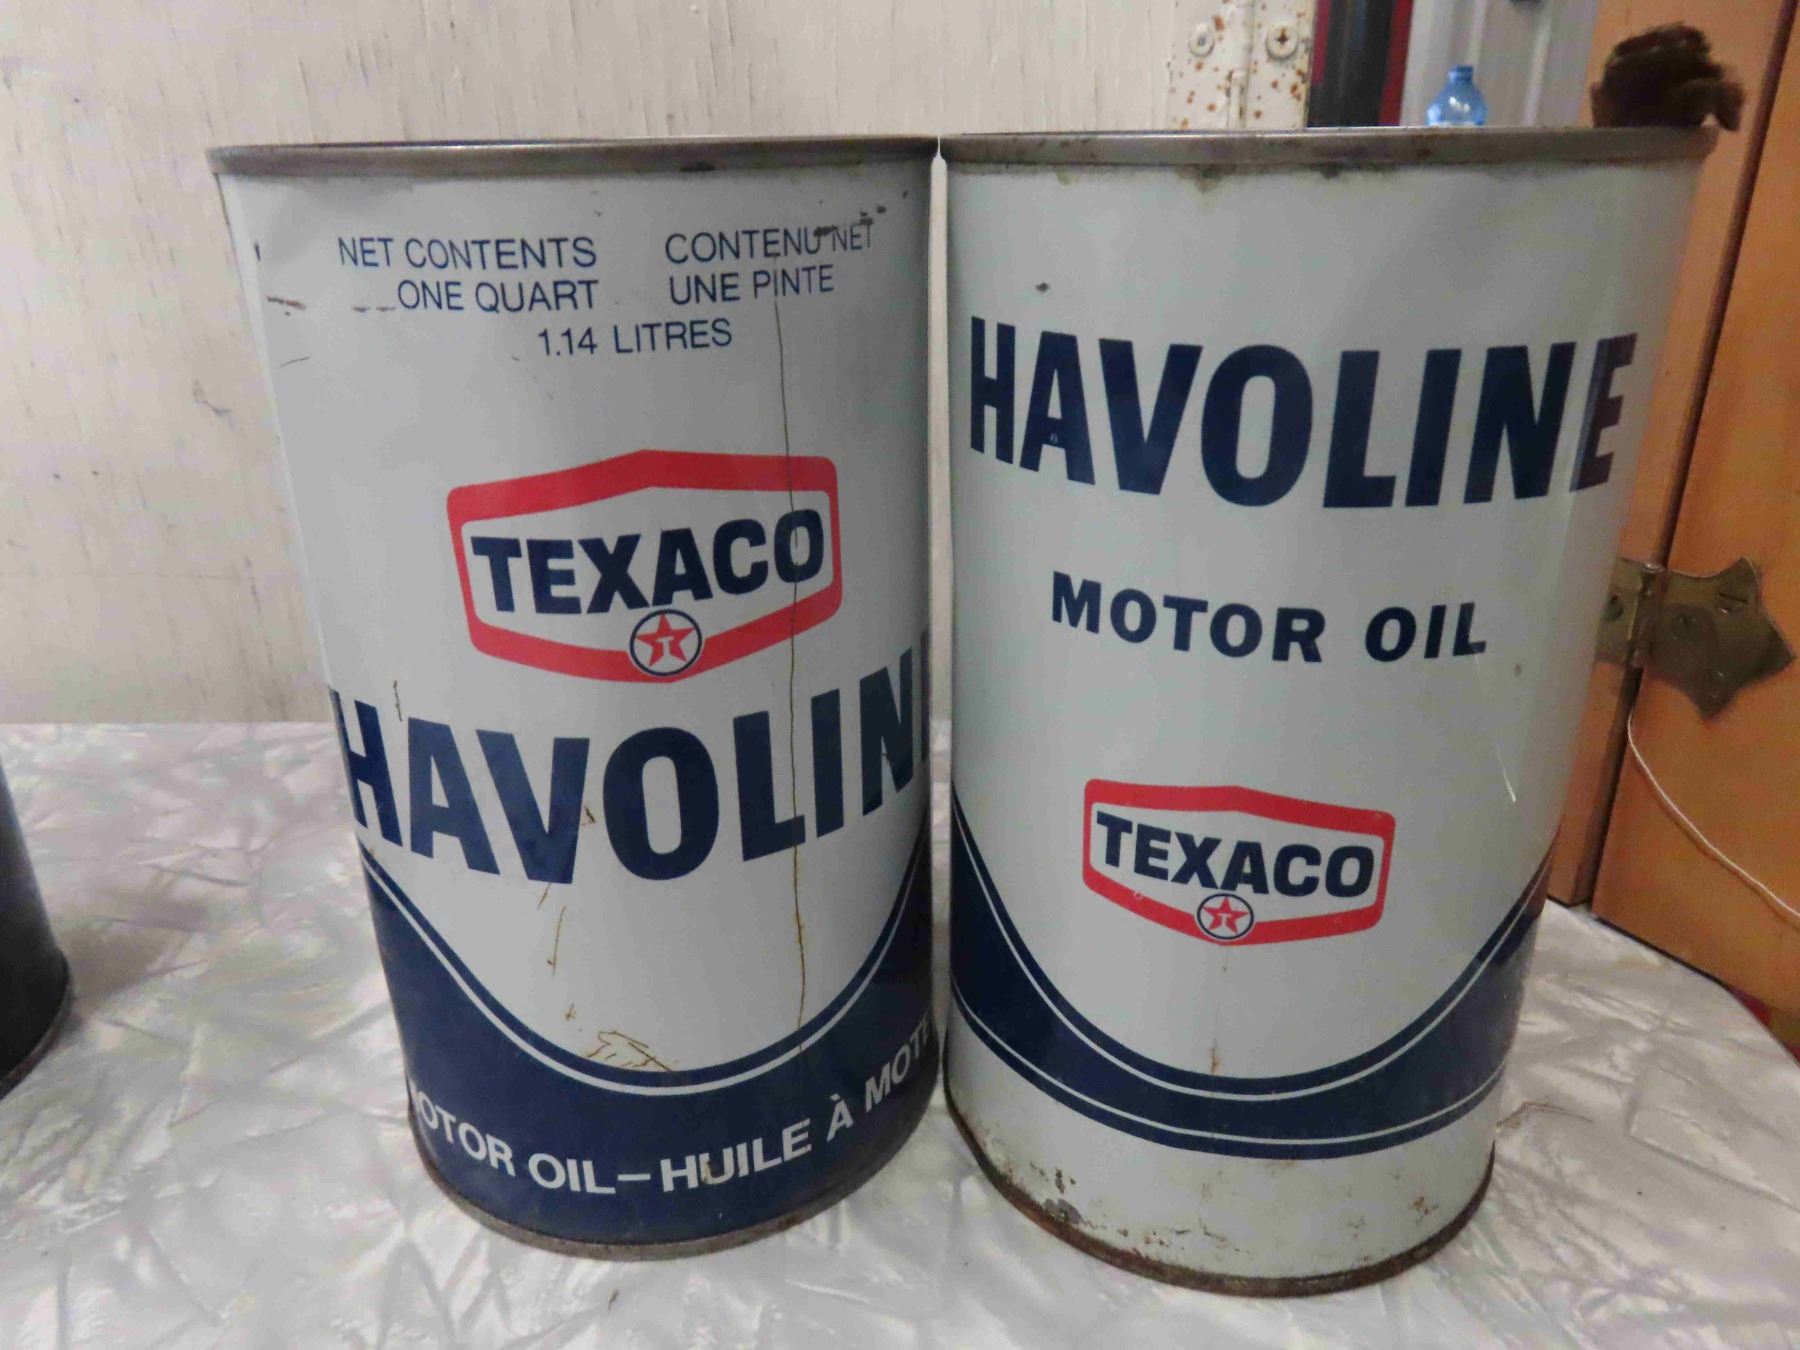 NET CONTENTS CONTENU NET
ONE QUART UNE PINTE
1.14 LITRES
TEXACO
T
HAVOLIN
OTOR OIL-HUILE À MOTE
HAVOLINE
MOTOR OIL
TEXACO
T